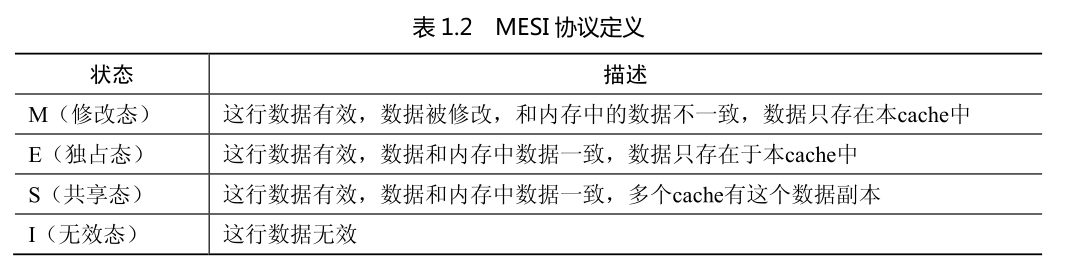 表 1.2 MESI 协议定义
状态 描述
M（修改态） 这行数据有效，数据被修改，和内存中的数据不一致，数据只存在本cache中
E（独占态） 这行数据有效，数据和内存中数据一致，数据只存在于本cache中
S（共享态） 这行数据有效，数据和内存中数据一致，多个cache有这个数据副本
I（无效态） 这行数据无效